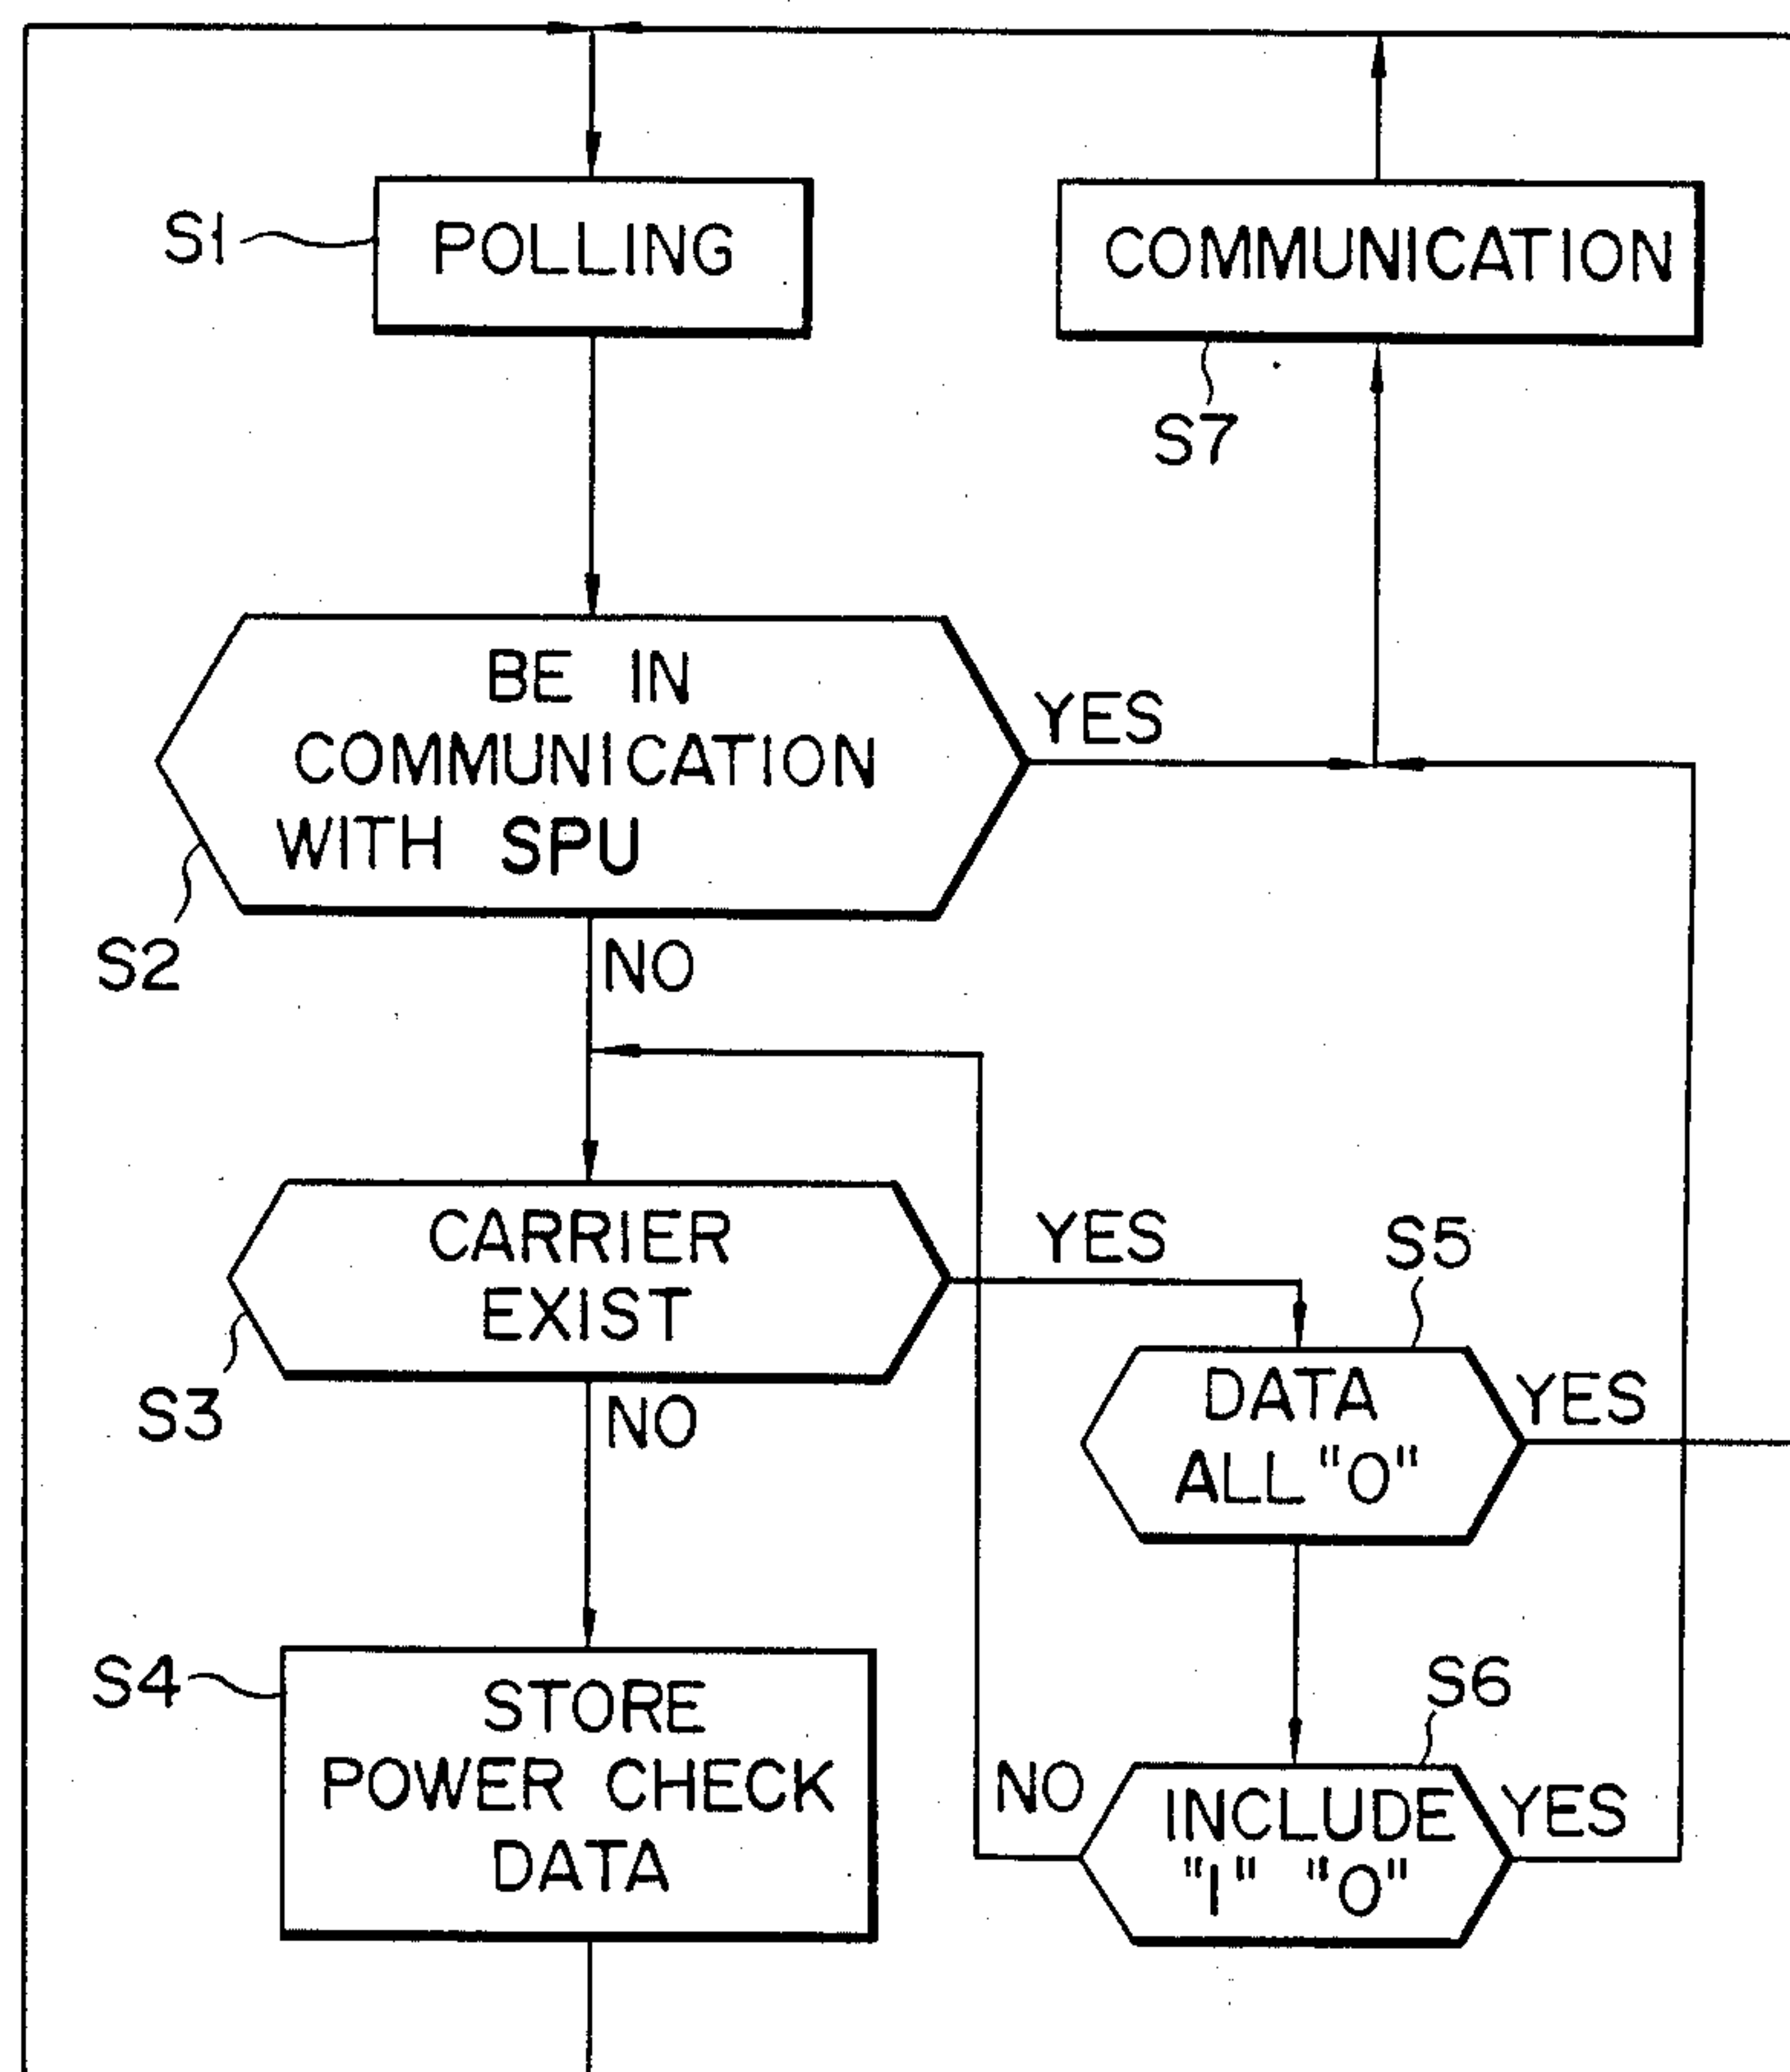 S1
POLLING
COMMUNICATION
S7
BE IN
COMMUNICATION
WITH SPU
YES
S2
NO
CARRIER
EXIST
YES
S5
S3
NO
DATA
ALL "0"
YES
S4
STORE
POWER CHECK
DATA
S6
NO
INCLUDE
"1" "0"
YES